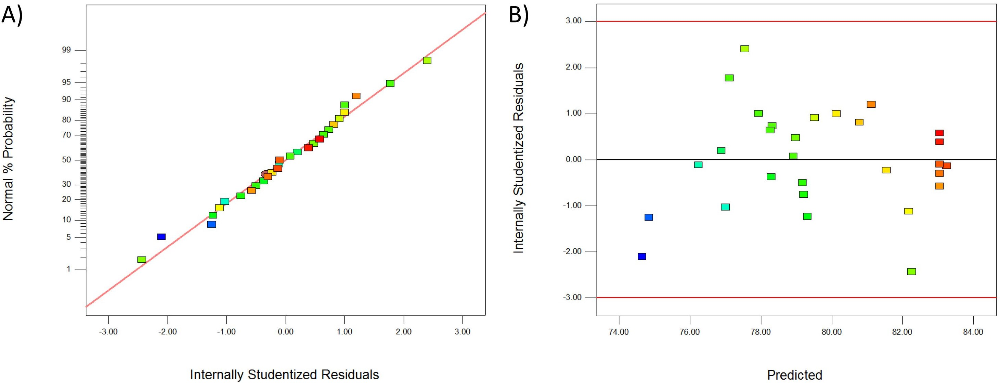 A)
Normal % Probability
99
95
90
80
70
50
30
20
10
5
1
-3.00 -2.00 -1.00 0.00 1.00 2.00 3.00
Internally Studentized Residuals
B)
Internally Studentized Residuals
3.00
2.00
1.00
0.00
-1.00
-2.00
-3.00
74.00 76.00 78.00 80.00 82.00 84.00
Predicted